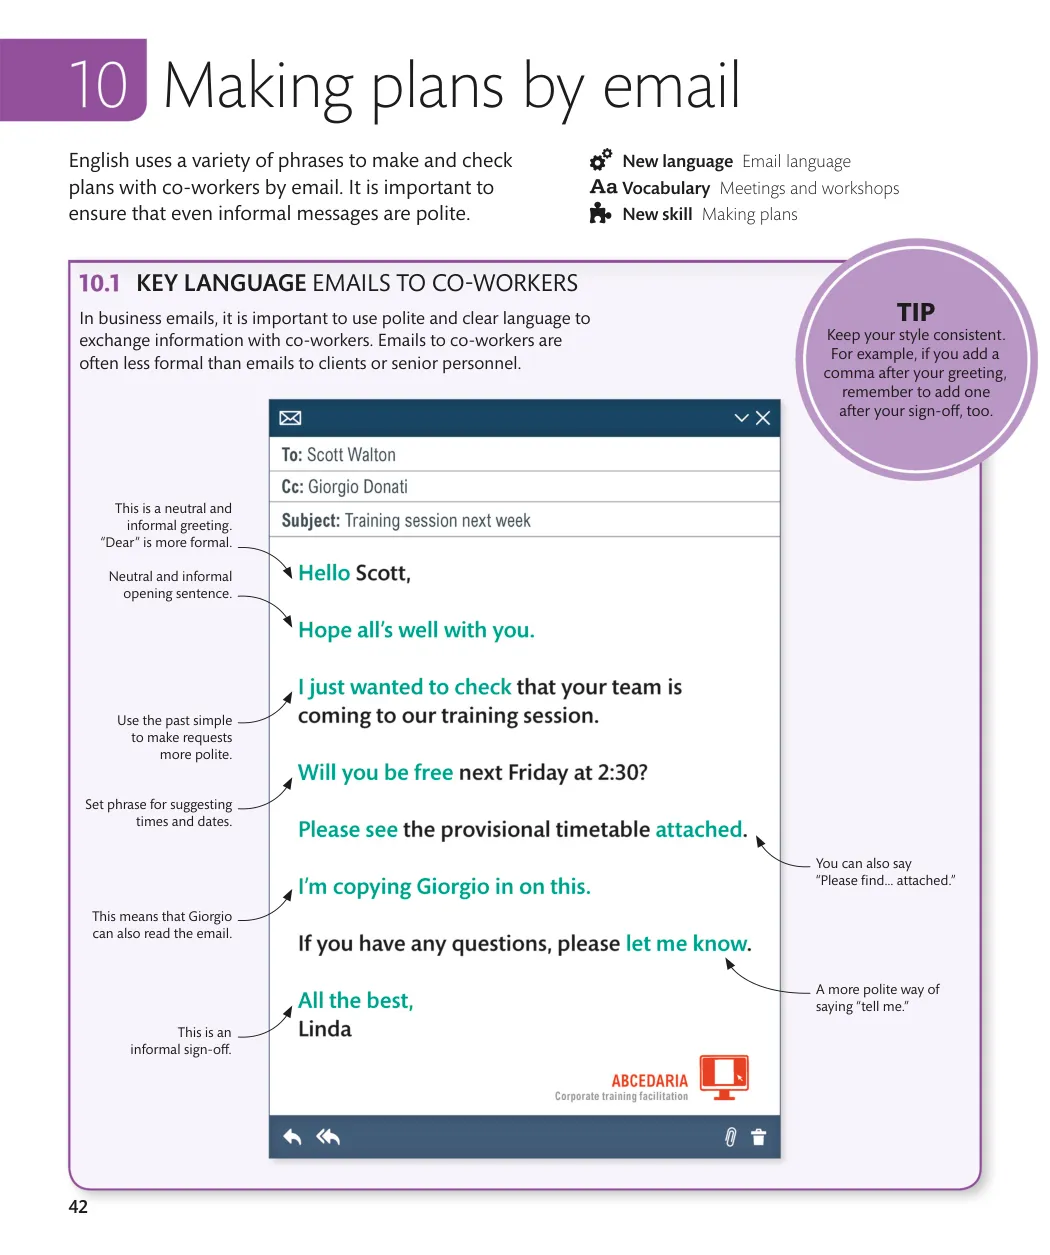 10 Making plans by email
English uses a variety of phrases to make and check
plans with co-workers by email. It is important to
ensure that even informal messages are polite.
New language Email language
Aa Vocabulary Meetings and workshops
New skill Making plans
10.1 KEY LANGUAGE EMAILS TO CO-WORKERS
In business emails, it is important to use polite and clear language to
exchange information with co-workers. Emails to co-workers are
often less formal than emails to clients or senior personnel.
TIP
Keep your style consistent.
For example, if you add a
comma after your greeting,
remember to add one
after your sign-off, too.
To: Scott Walton
Cc: Giorgio Donati
Subject: Training session next week
This is a neutral and
informal greeting.
“Dear” is more formal.
Hello Scott,
Neutral and informal
opening sentence.
Hope all’s well with you.
I just wanted to check that your team is
coming to our training session.
Use the past simple
to make requests
more polite.
Will you be free next Friday at 2:30?
Set phrase for suggesting
times and dates.
Please see the provisional timetable attached.
You can also say
“Please find... attached.”
I’m copying Giorgio in on this.
This means that Giorgio
can also read the email.
If you have any questions, please let me know.
A more polite way of
saying “tell me.”
All the best,
Linda
This is an
informal sign-off.
ABCEDARIA
Corporate training facilitation
42